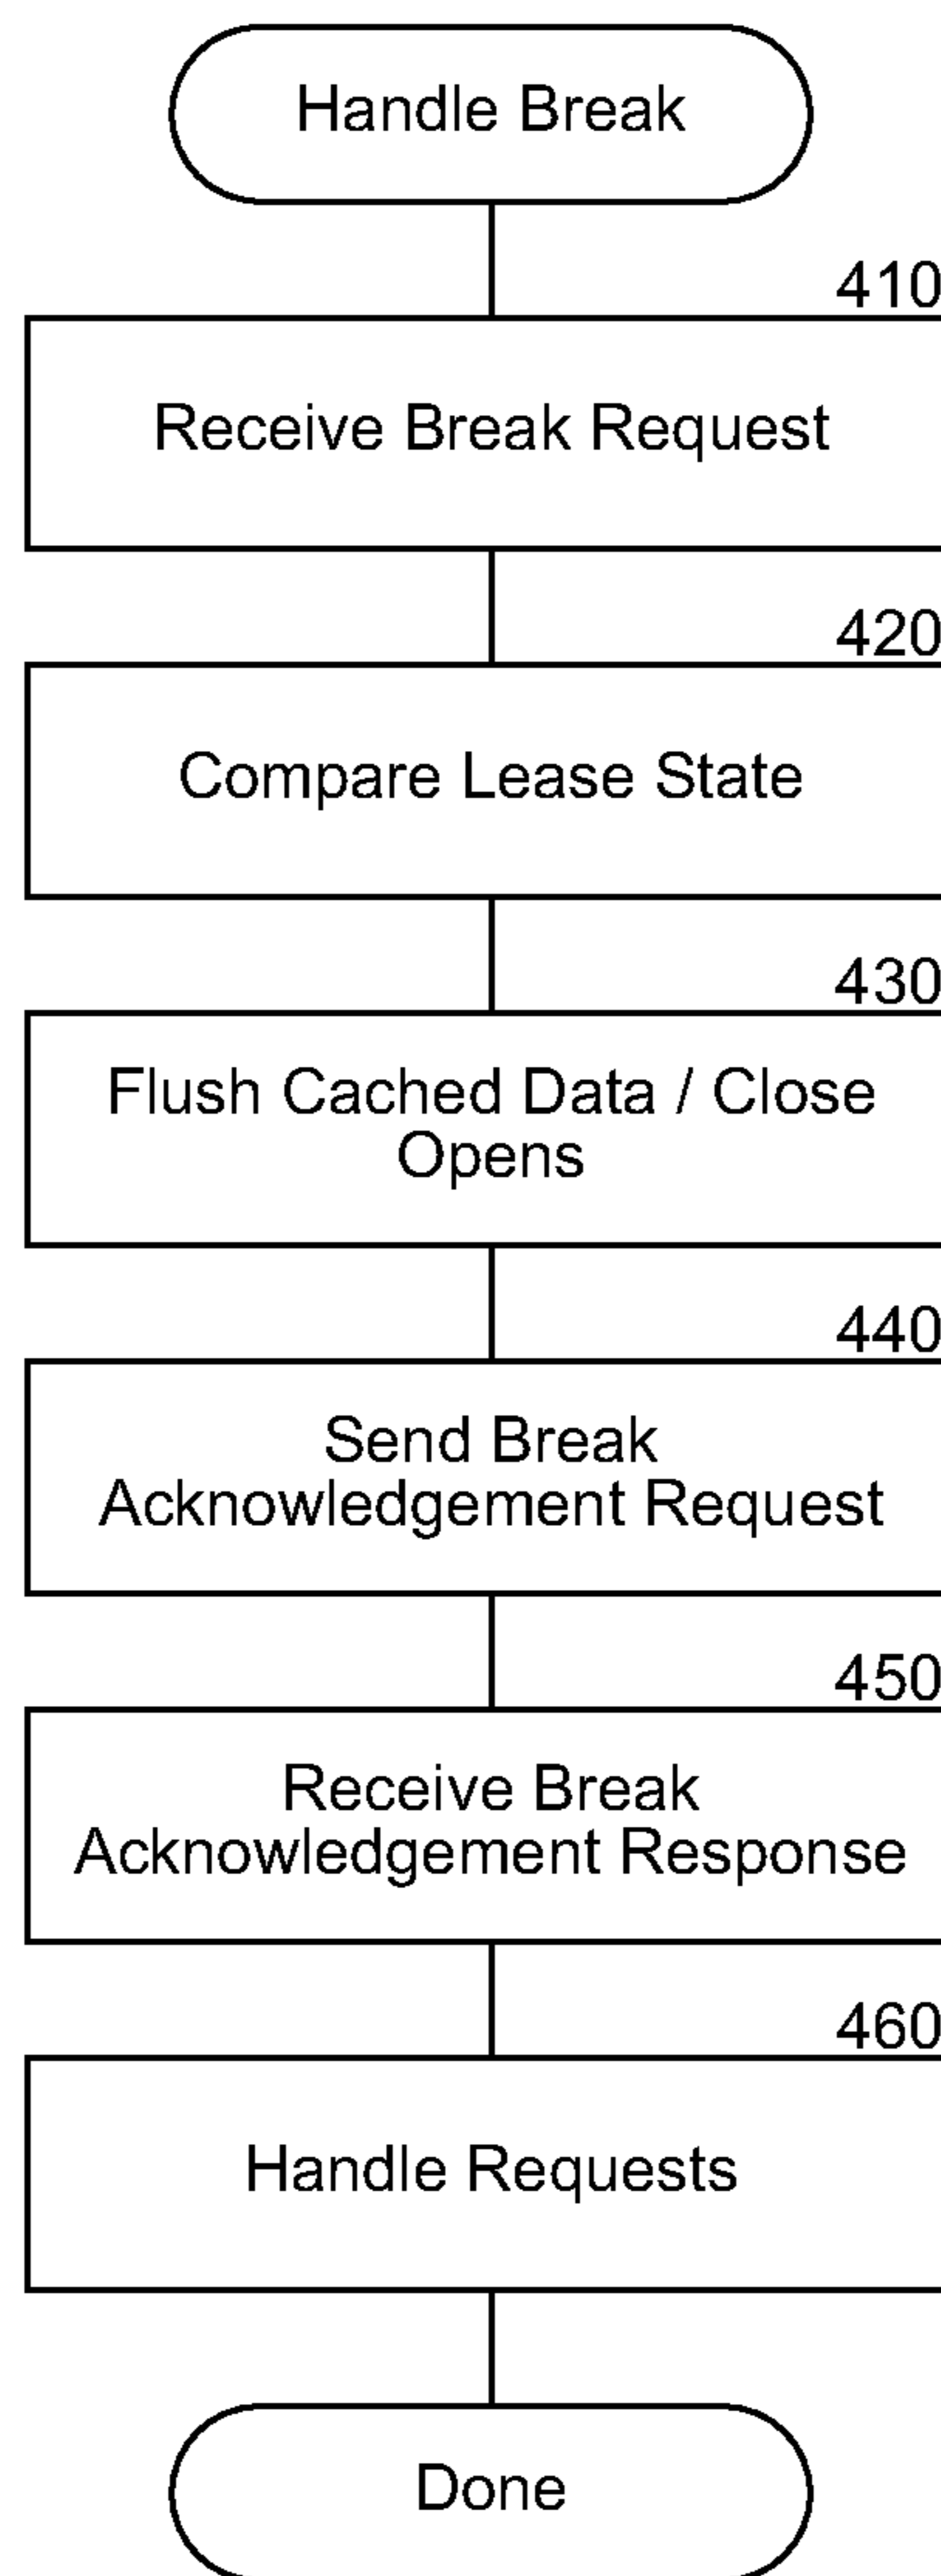 Handle Break
410
Receive Break Request
420
Compare Lease State
430
Flush Cached Data / Close
Opens
440
Send Break
Acknowledgement Request
450
Receive Break
Acknowledgement Response
460
Handle Requests
Done